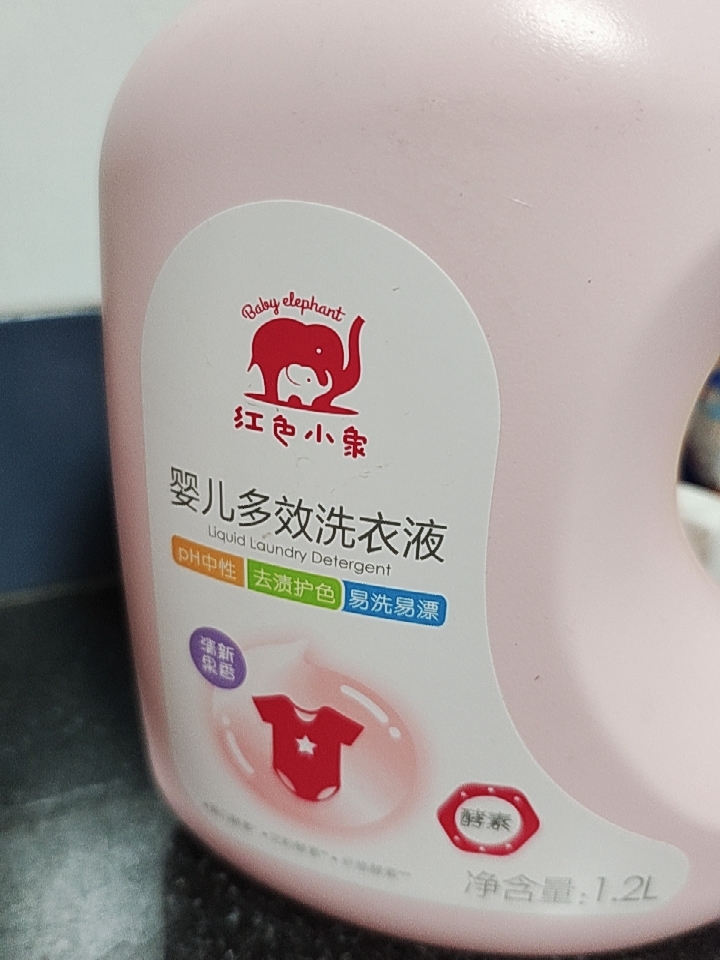 Baby elephant
红色小象
婴儿多效洗衣液
Liquid Laundry Detergent
pH中性 去渍护色 易洗易漂
清新
果香
酵素
净含量:1.2L